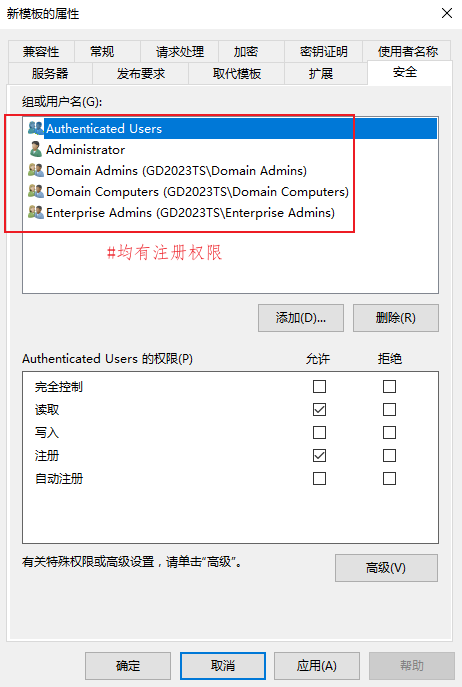 新模板的属性
兼容性 常规 请求处理 加密 密钥证明 使用者名称
服务器 发布要求 取代模板 扩展 安全
组或用户名(G):
Authenticated Users
Administrator
Domain Admins (GD2023TS\Domain Admins)
Domain Computers (GD2023TS\Domain Computers)
Enterprise Admins (GD2023TS\Enterprise Admins)
#均有注册权限
添加(D)... 删除(R)
Authenticated Users 的权限(P) 允许 拒绝
完全控制
读取
写入
注册
自动注册
有关特殊权限或高级设置，请单击“高级”。
高级(V)
确定 取消 应用(A) 帮助